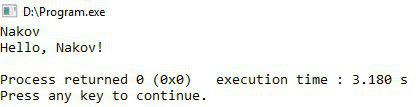 D:\Program.exe
Nakov
Hello, Nakov!
Process returned 0 (0x0)   execution time : 3.180 s
Press any key to continue.